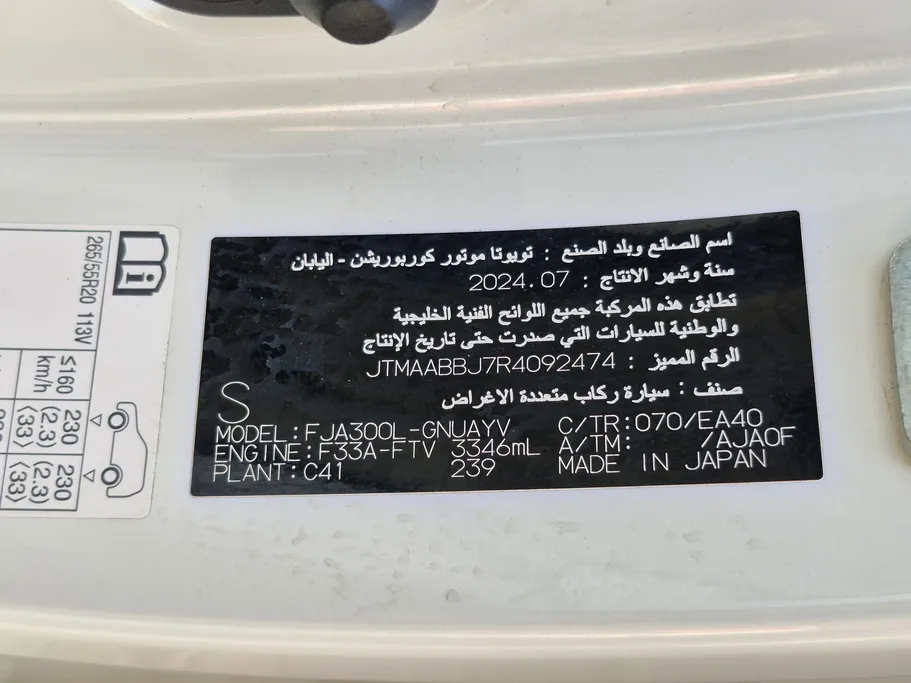 اسم الصانع وبلد الصنع : تويوتا موتور كوربوريشن - اليابان
سنة وشهر الانتاج : 2024.07
تطابق هذه المركبة جميع اللوائح الفنية الخليجية
والوطنية للسيارات التي صدرت حتى تاريخ الإنتاج
الرقم المميز : JTMAABBJ7R4092474
صنف : سيارة ركاب متعددة الاغراض
S
MODEL:FJA300L-GNUAYV C/TR:070/EA40
ENGINE:F33A-FTV 3346mL A/TM: /AJA0F
PLANT:C41 239 MADE IN JAPAN
265/55R20 113V
≤160
km/h
230
(2.3)
⟨33⟩
230
(2.3)
⟨33⟩